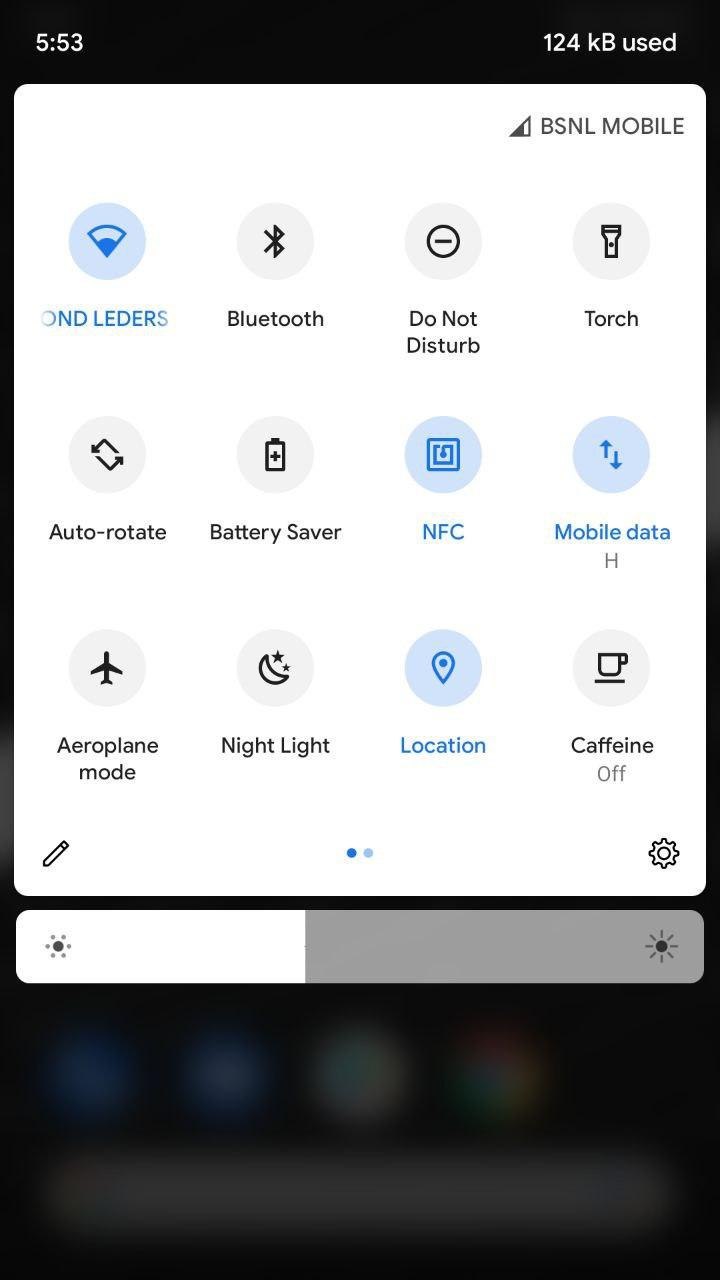 5:53 124 kB used
BSNL MOBILE
OND LEDERS Bluetooth Do Not Disturb Torch
Auto-rotate Battery Saver NFC Mobile data
H
Aeroplane mode Night Light Location Caffeine
Off